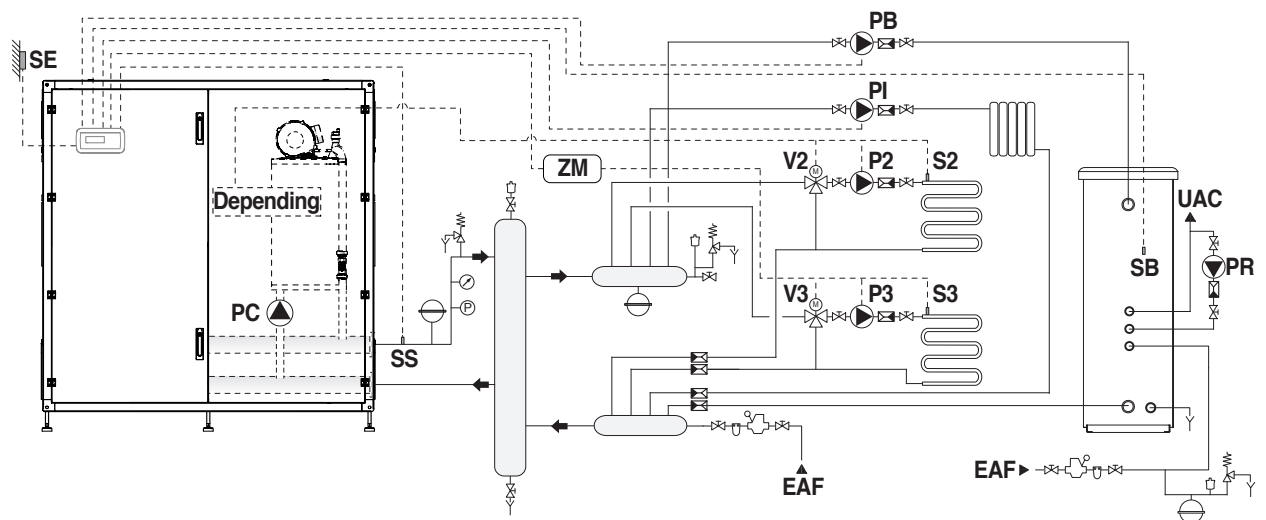 PB
SE
PI
V2 P2 S2
ZM
M
Depending
UAC
SB
PR
V3 P3 S3
M
PC
P
SS
EAF
EAF